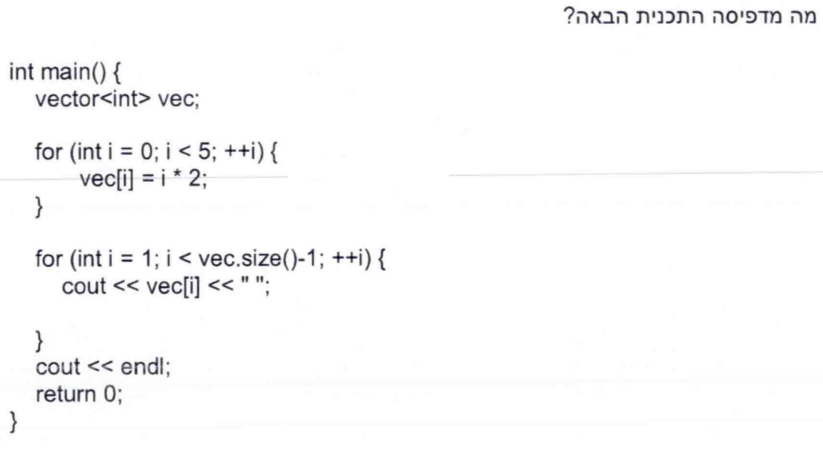 מה מדפיסה התכנית הבאה?
int main() {
vector<int> vec;
for (int i = 0; i < 5; ++i) {
vec[i] = i * 2;
}
for (int i = 1; i < vec.size()-1; ++i) {
cout << vec[i] << " ";
}
cout << endl;
return 0;
}